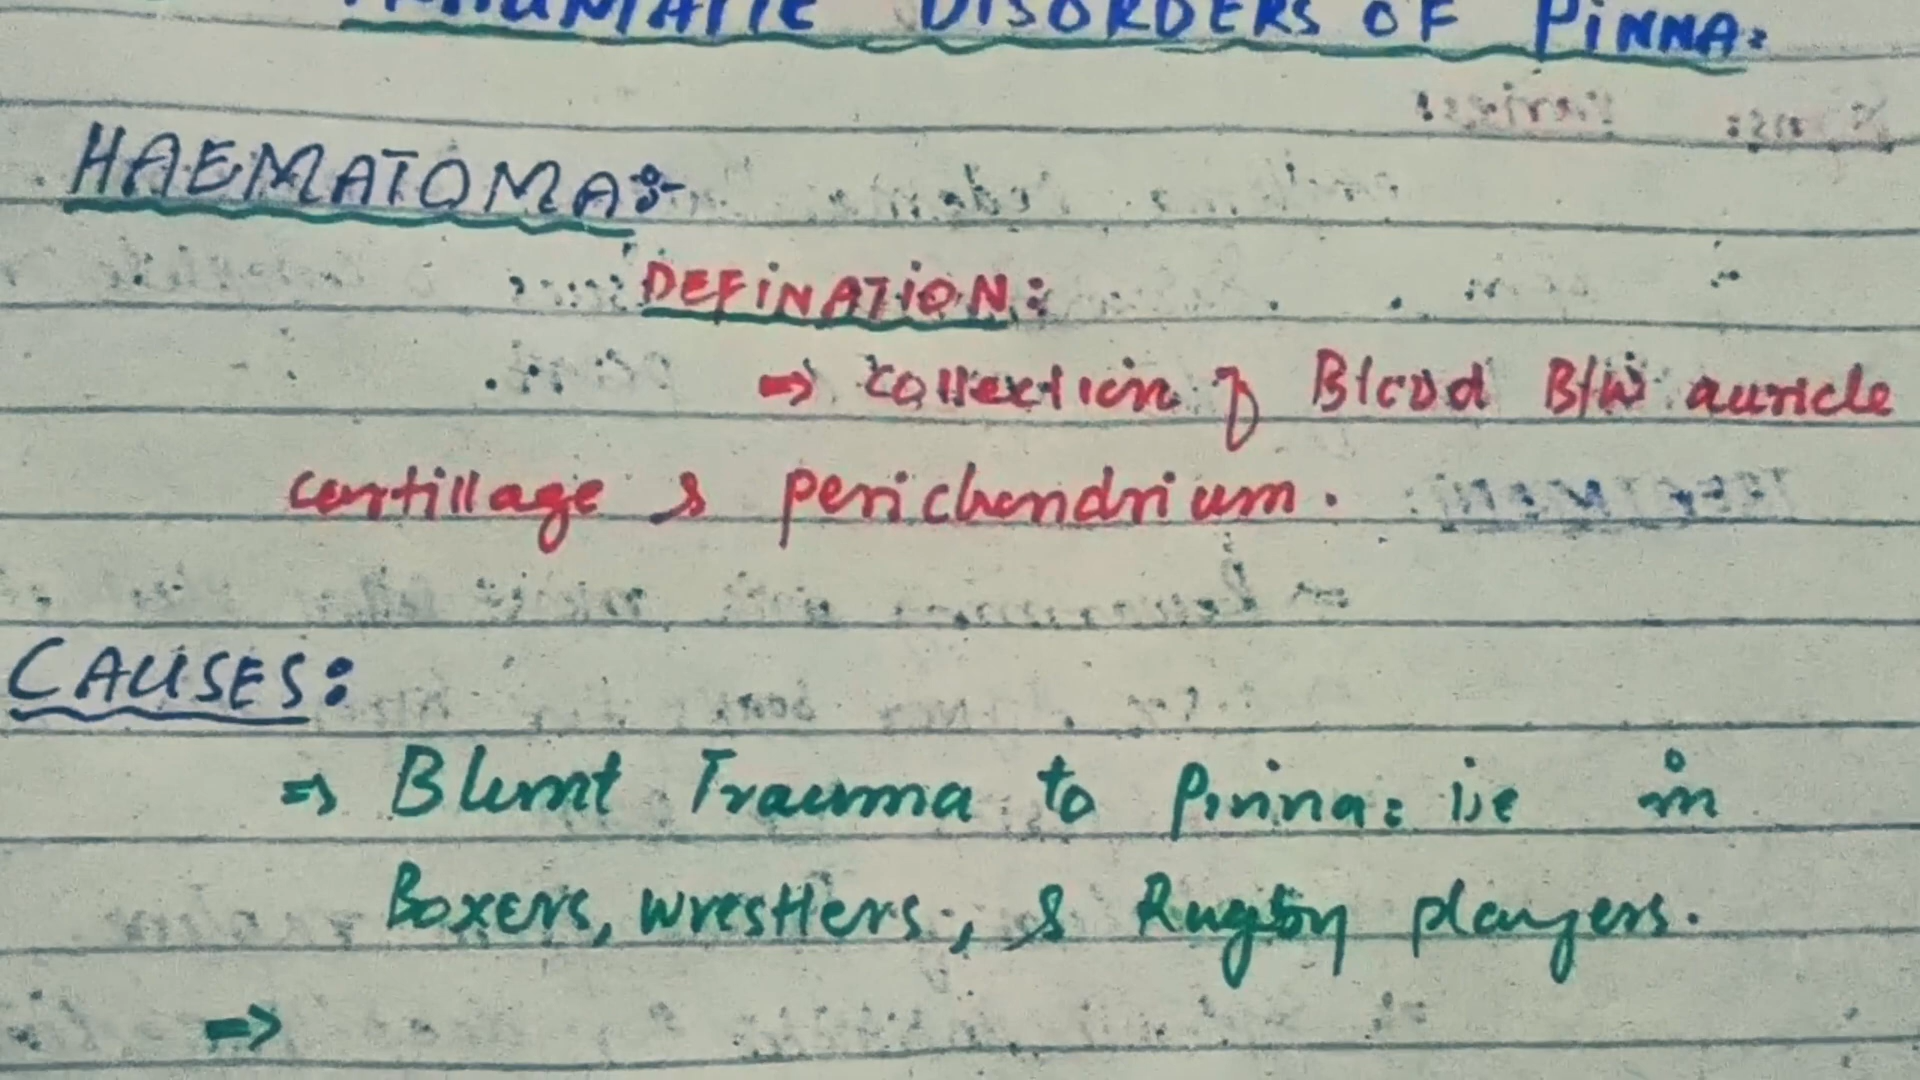 TRAUMATIC DISORDERS OF PINNA.
HAEMATOMA:-
DEFINATION:
⇒ Collection of Blood B/W auricle
cartillage & perichondrium.
CAUSES:
⇒ Blunt Trauma to Pinna: i.e in
Boxers, wrestlers, & Rugby players.
⇒